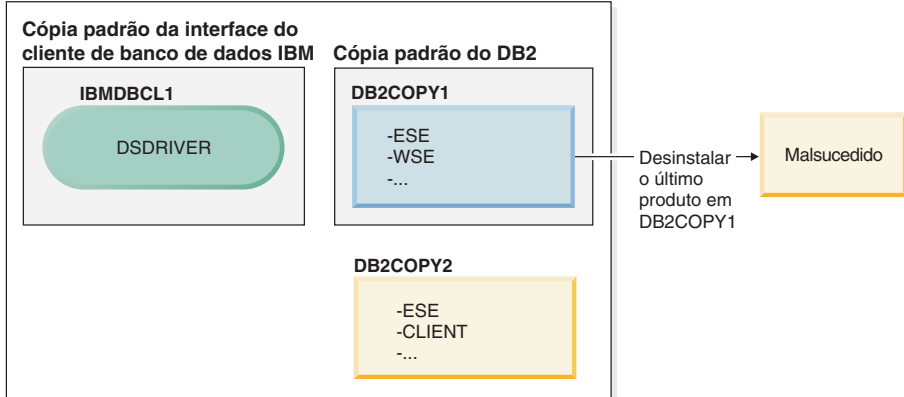 Cópia padrão da interface do
cliente de banco de dados IBM
IBMDBCL1
DSDRIVER
Cópia padrão do DB2
DB2COPY1
-ESE
-WSE
-...
Desinstalar
o último
produto em
DB2COPY1
Malsucedido
DB2COPY2
-ESE
-CLIENT
-...